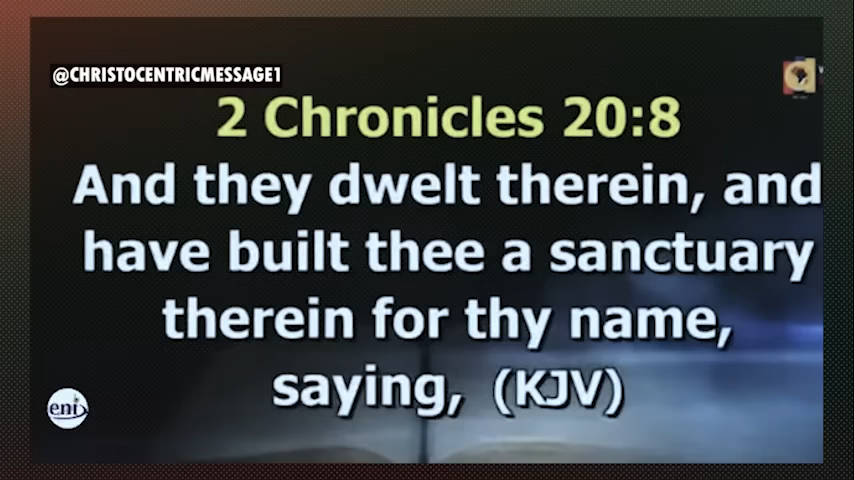 @CHRISTOCENTRICMESSAGE1
2 Chronicles 20:8
And they dwelt therein, and
have built thee a sanctuary
therein for thy name,
saying, (KJV)
eni